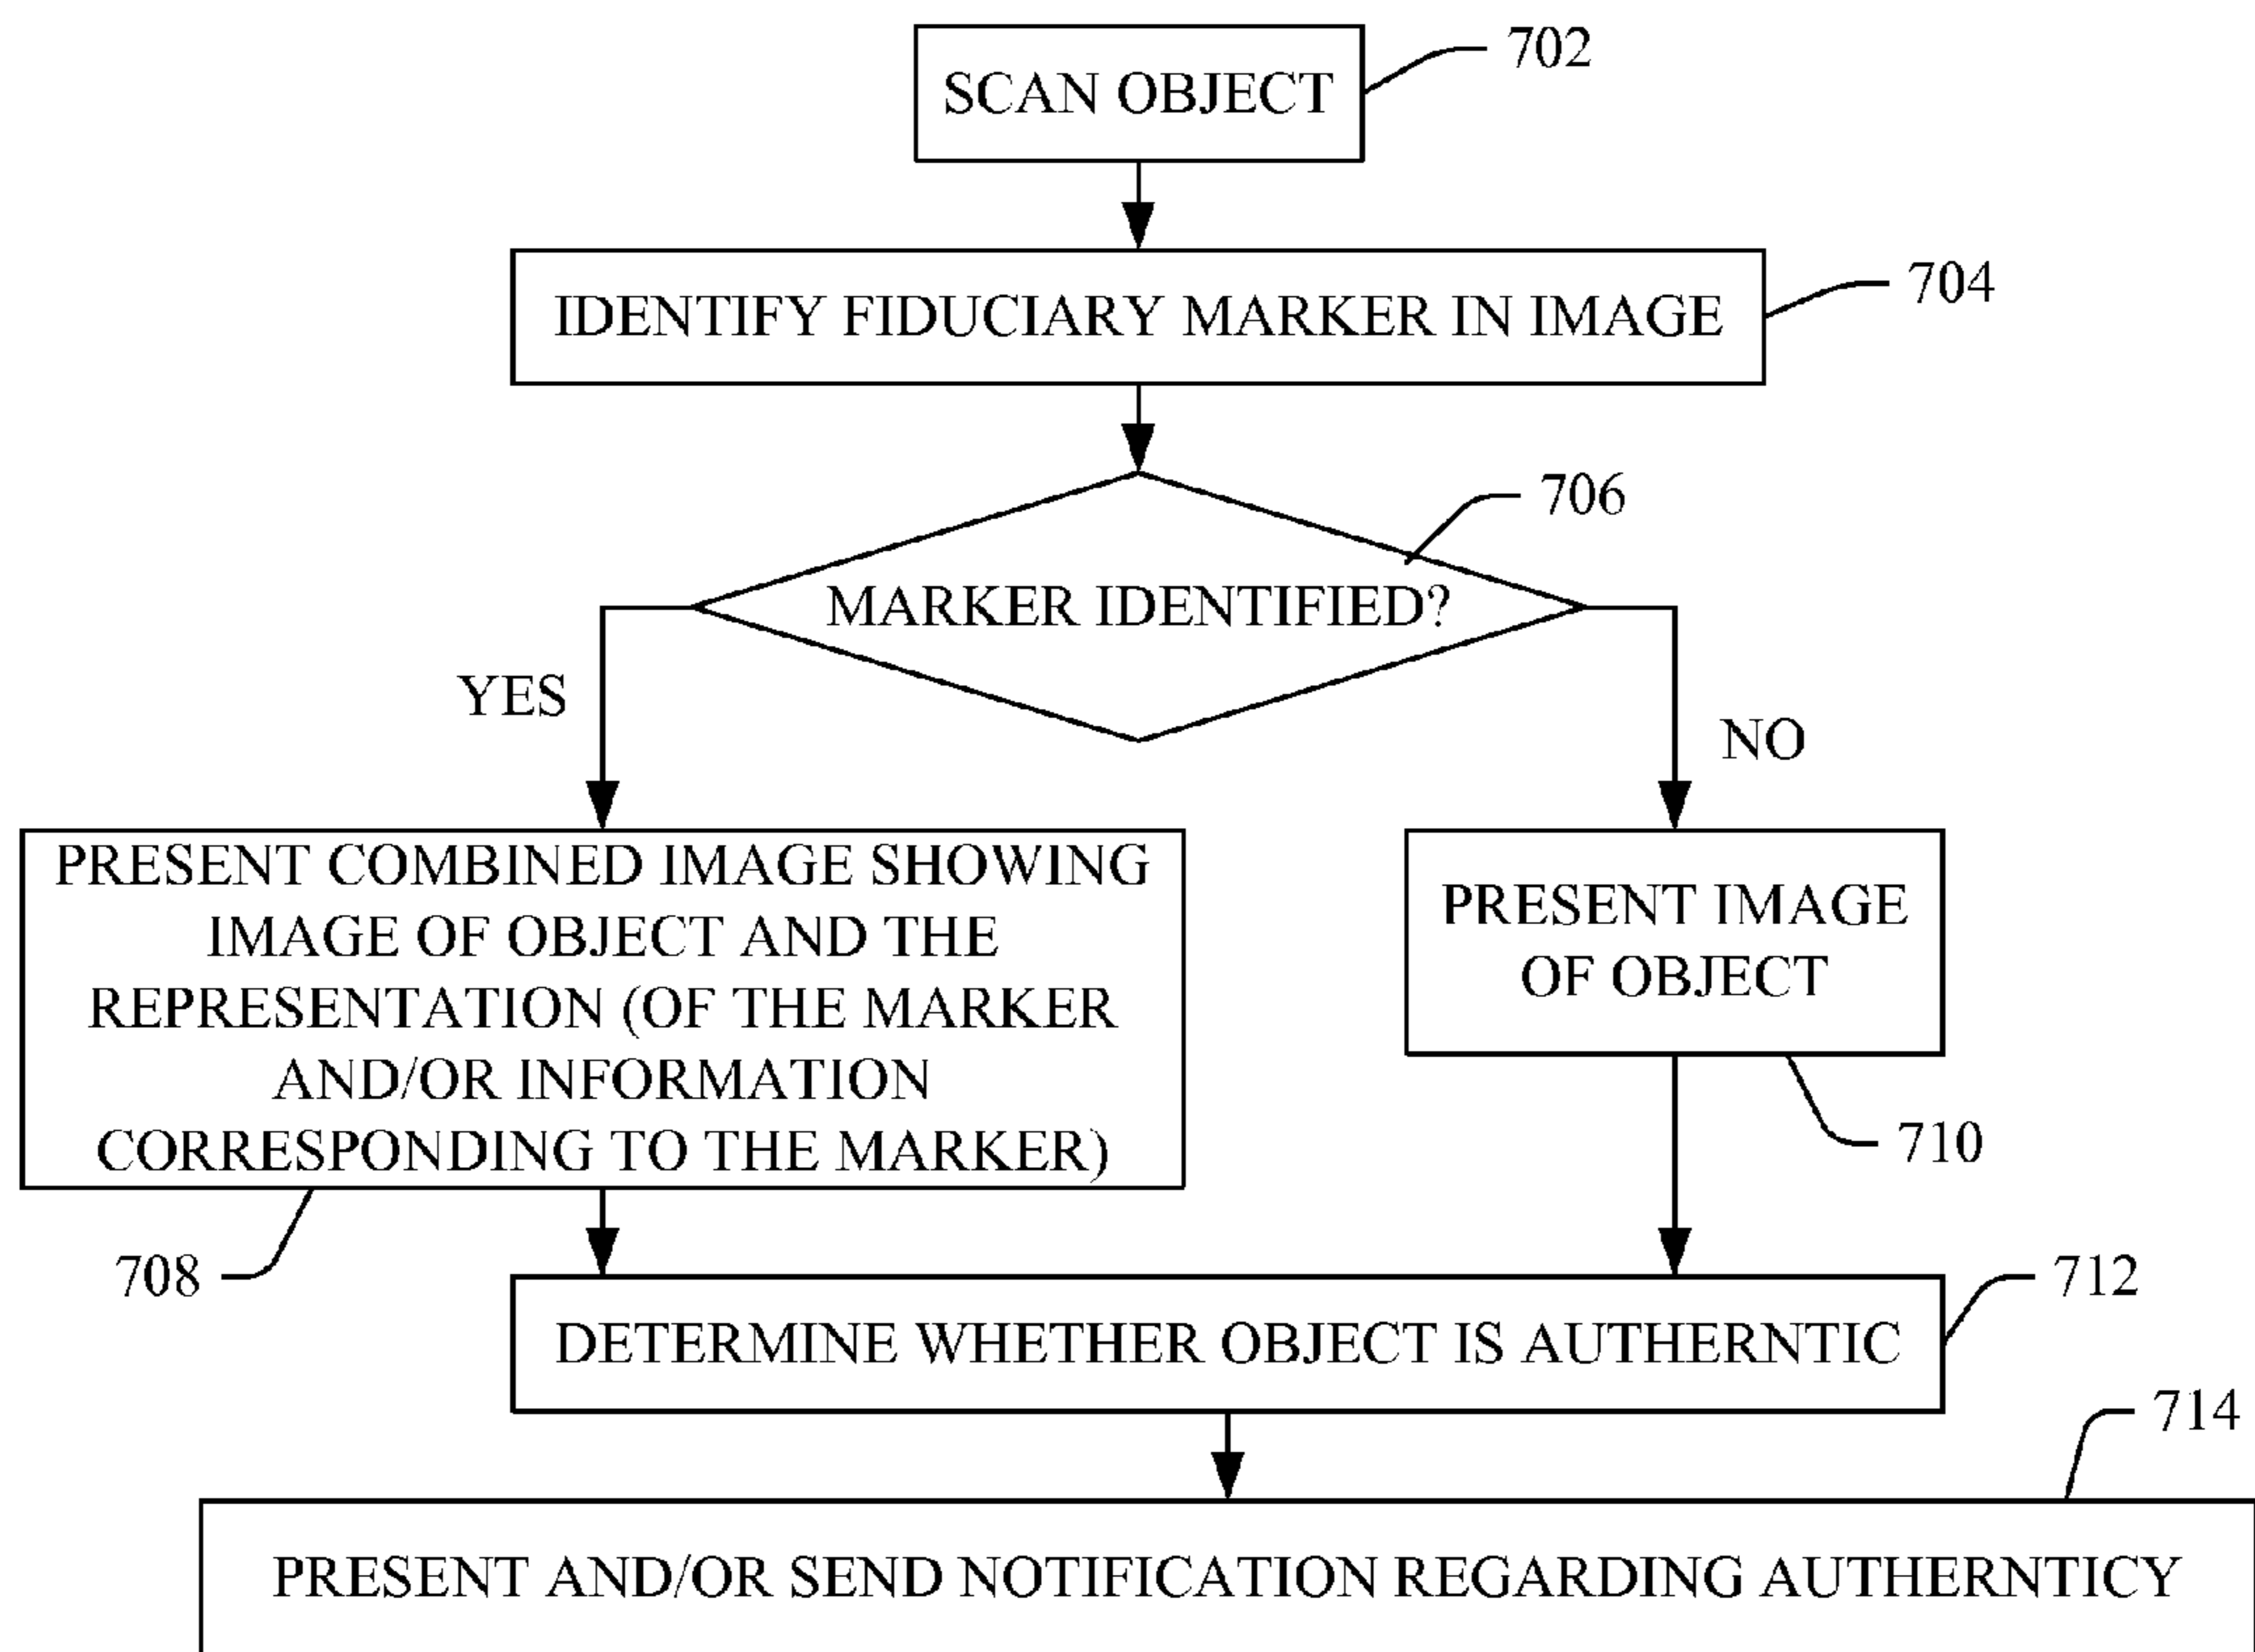 SCAN OBJECT
702
IDENTIFY FIDUCIARY MARKER IN IMAGE
704
706
MARKER IDENTIFIED?
YES
NO
PRESENT COMBINED IMAGE SHOWING
IMAGE OF OBJECT AND THE
REPRESENTATION (OF THE MARKER
AND/OR INFORMATION
CORRESPONDING TO THE MARKER)
708
PRESENT IMAGE
OF OBJECT
710
712
DETERMINE WHETHER OBJECT IS AUTHERNTIC
714
PRESENT AND/OR SEND NOTIFICATION REGARDING AUTHERNTICY